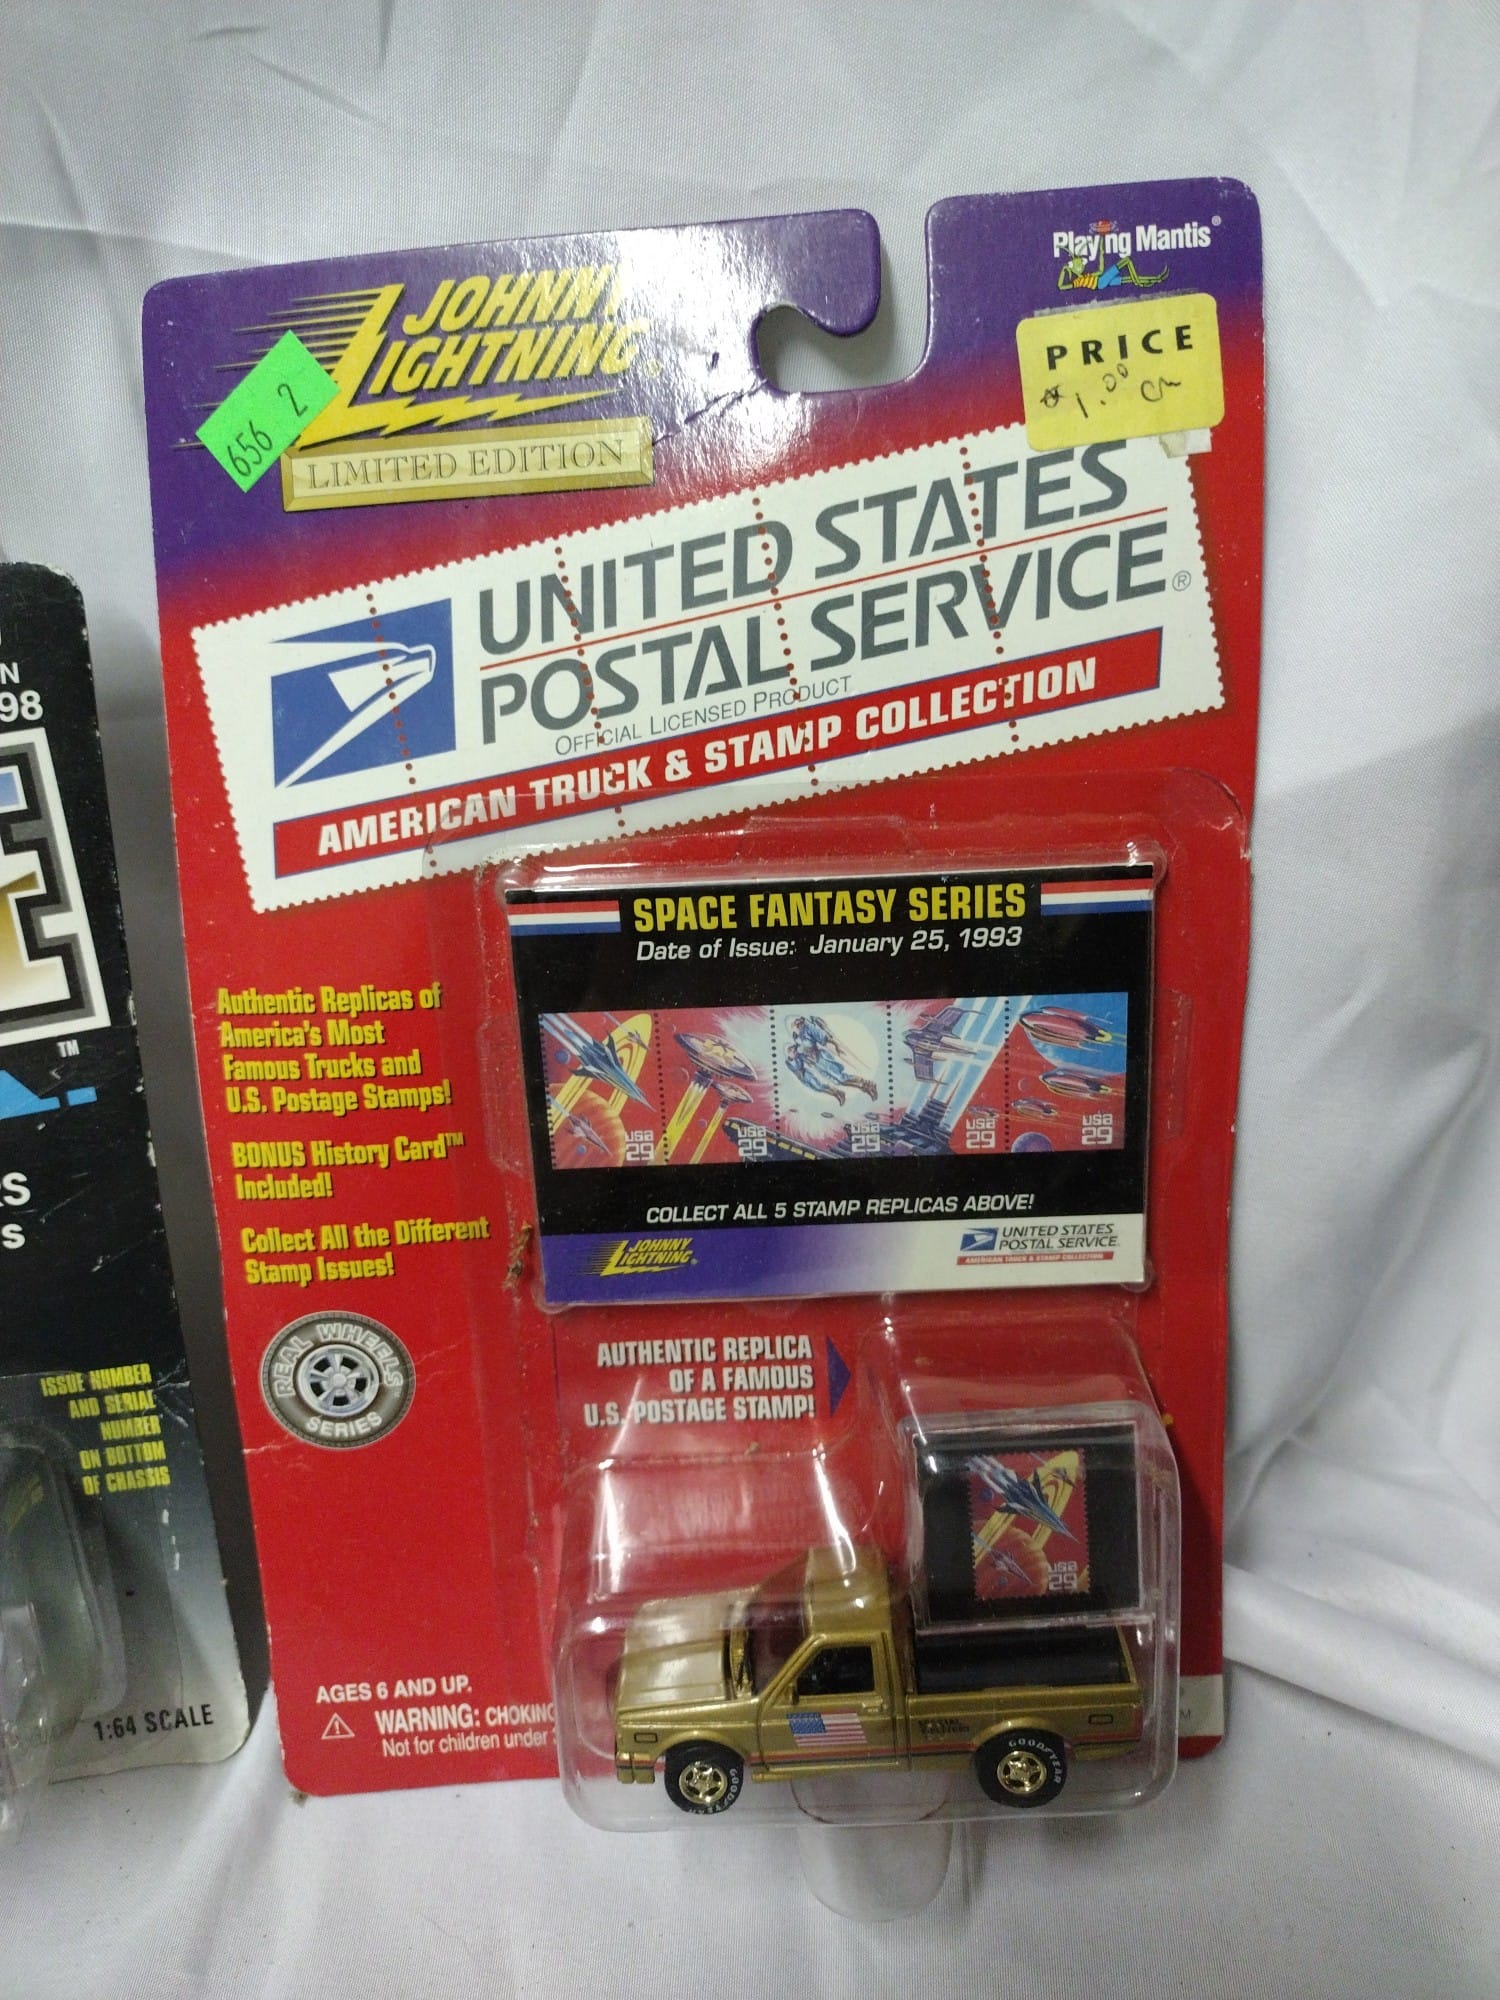 Playing Mantis®
JOHNNY
LIGHTNING®
LIMITED EDITION
656 2
PRICE
1.00
UNITED STATES
POSTAL SERVICE®
OFFICIAL LICENSED PRODUCT
AMERICAN TRUCK & STAMP COLLECTION
SPACE FANTASY SERIES
Date of Issue: January 25, 1993
USA
29
USA
29
USA
29
USA
29
USA
29
COLLECT ALL 5 STAMP REPLICAS ABOVE!
JOHNNY
LIGHTNING®
UNITED STATES
POSTAL SERVICE
AMERICAN TRUCK & STAMP COLLECTION
Authentic Replicas of
America's Most
Famous Trucks and
U.S. Postage Stamps!
BONUS History Card™
Included!
Collect All the Different
Stamp Issues!
REAL WHEELS
SERIES
AUTHENTIC REPLICA
OF A FAMOUS
U.S. POSTAGE STAMP!
USA
29
AGES 6 AND UP.
WARNING: CHOKING
Not for children under
GOODYEAR
GOODYEAR
N
98
TM
RS
S
ISSUE NUMBER
AND SERIAL
NUMBER
ON BOTTOM
OF CHASSIS
1:64 SCALE